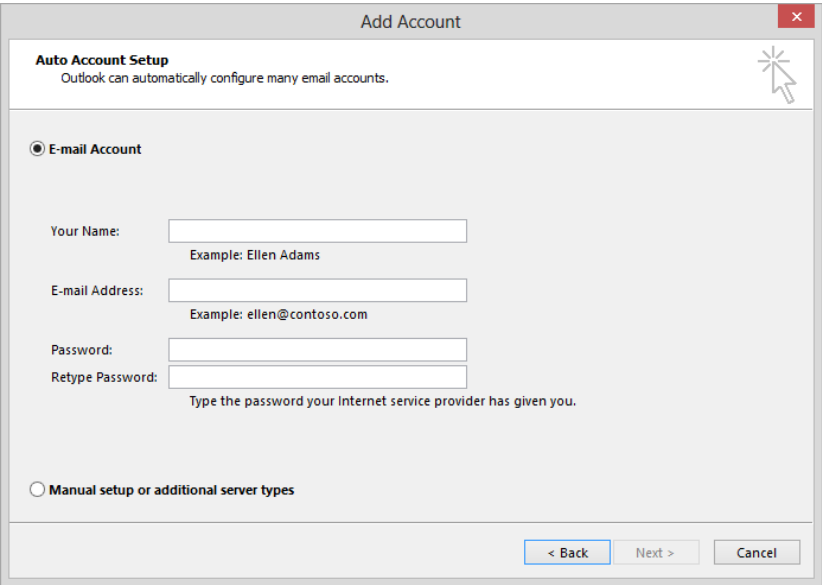 Add Account
Auto Account Setup
Outlook can automatically configure many email accounts.
E-mail Account
Your Name:
Example: Ellen Adams
E-mail Address:
Example: ellen@contoso.com
Password:
Retype Password:
Type the password your Internet service provider has given you.
Manual setup or additional server types
< Back Next > Cancel